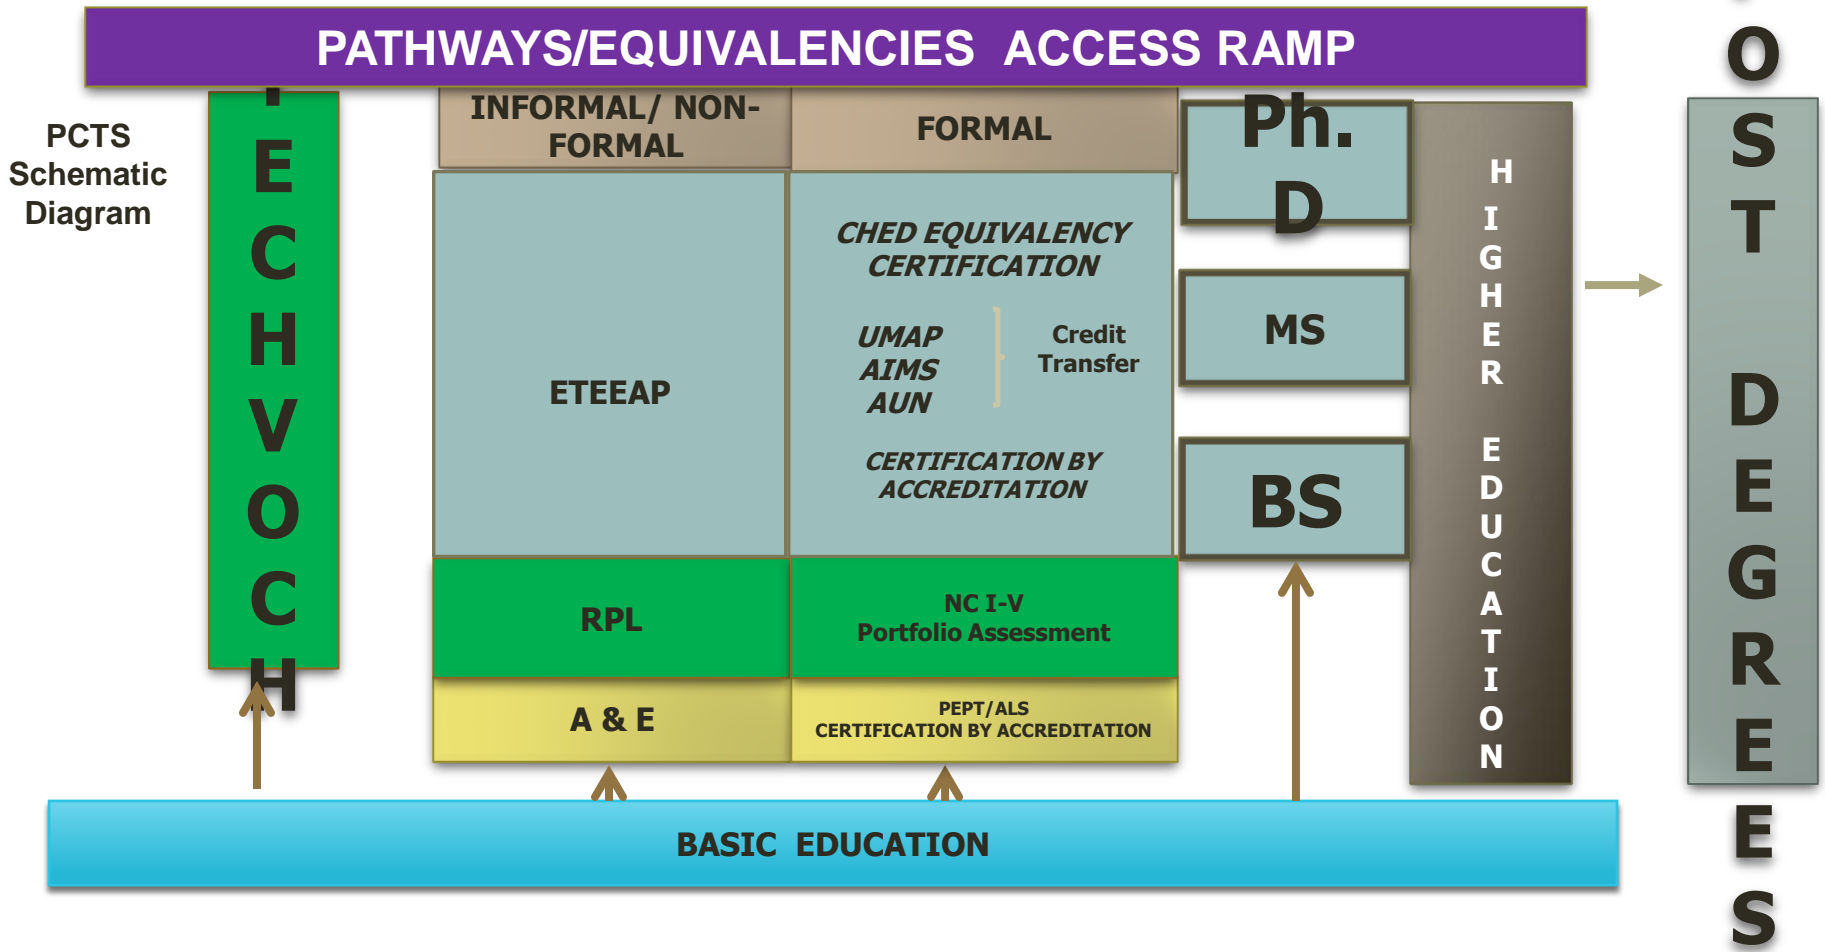 PATHWAYS/EQUIVALENCIES ACCESS RAMP
PCTS
Schematic
Diagram
TECHVOCH
INFORMAL/ NON-
FORMAL
FORMAL
ETEEAP
CHED EQUIVALENCY
CERTIFICATION
UMAP
AIMS
AUN
Credit
Transfer
CERTIFICATION BY
ACCREDITATION
RPL
NC I-V
Portfolio Assessment
A & E
PEPT/ALS
CERTIFICATION BY ACCREDITATION
Ph.
D
MS
BS
HIGHER EDUCATION
OST DEGREES
BASIC EDUCATION